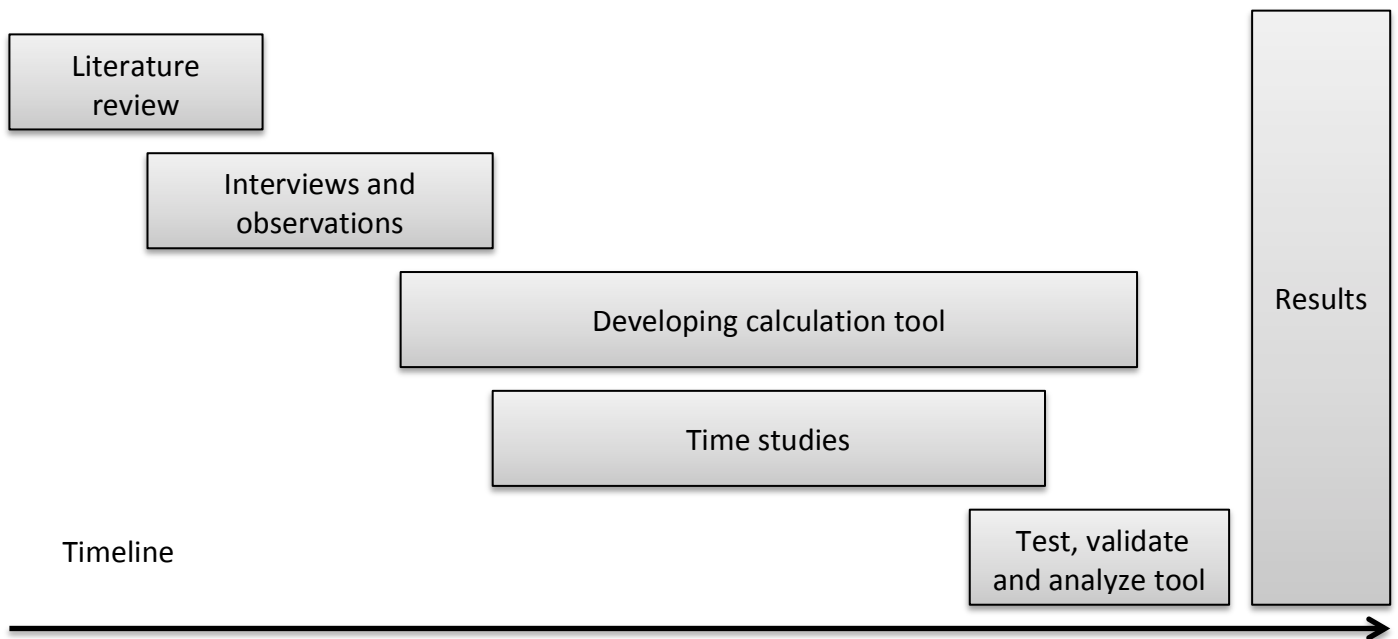 Literature
review
Interviews and
observations
Developing calculation tool
Results
Time studies
Test, validate
and analyze tool
Timeline